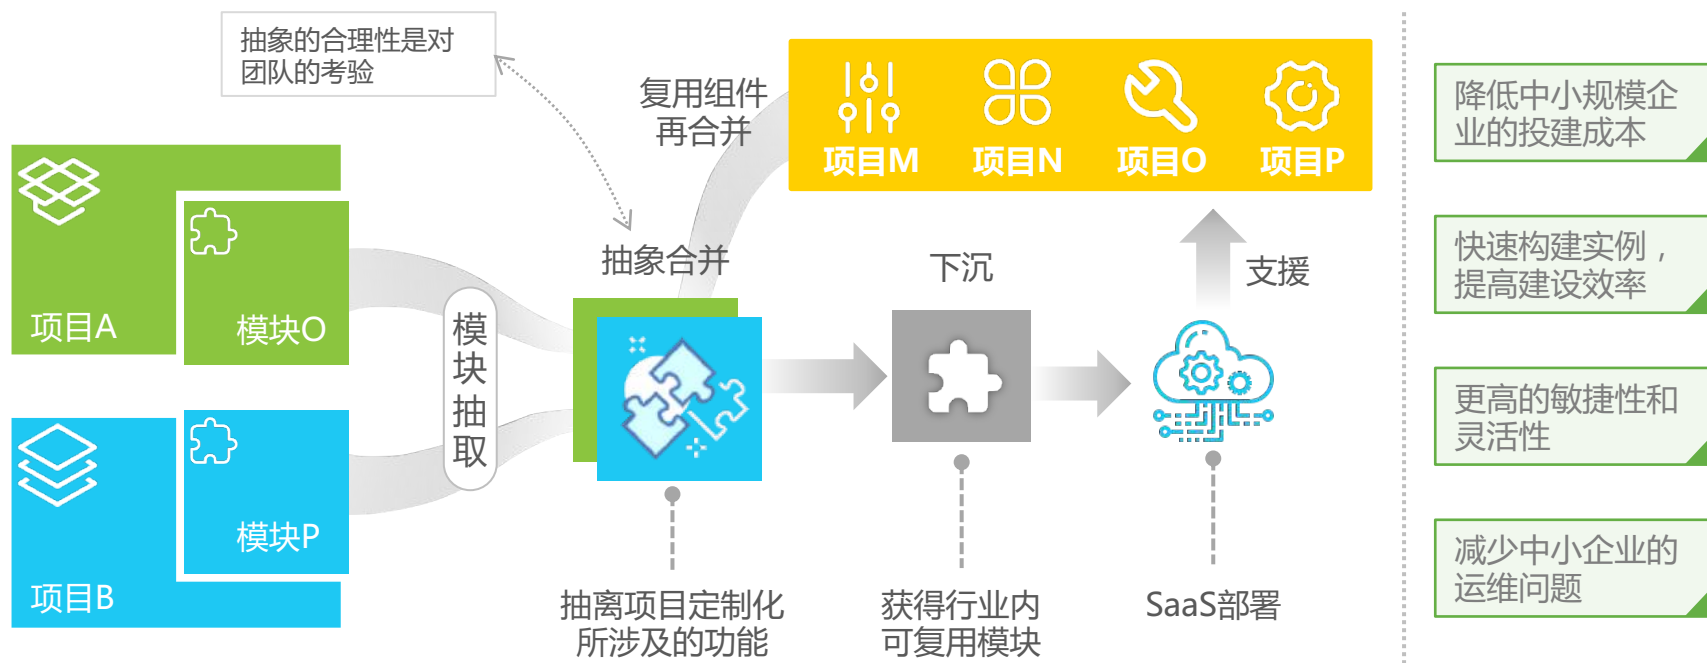 抽象的合理性是对
团队的考验
复用组件
再合并
项目M
项目N
项目O
项目P
项目A
模块O
模
块
抽
取
抽象合并
下沉
支援
项目B
模块P
抽离项目定制化
所涉及的功能
获得行业内
可复用模块
SaaS部署
降低中小规模企
业的投建成本
快速构建实例，
提高建设效率
更高的敏捷性和
灵活性
减少中小企业的
运维问题